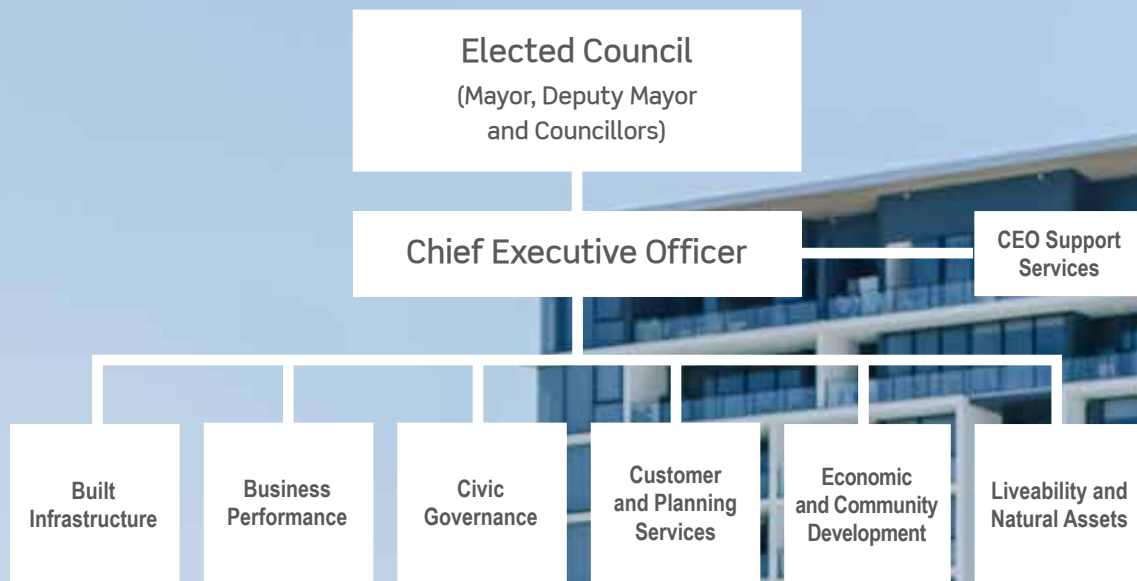 Elected Council
(Mayor, Deputy Mayor
and Councillors)
Chief Executive Officer
CEO Support
Services
Built
Infrastructure
Business
Performance
Civic
Governance
Customer
and Planning
Services
Economic
and Community
Development
Liveability and
Natural Assets